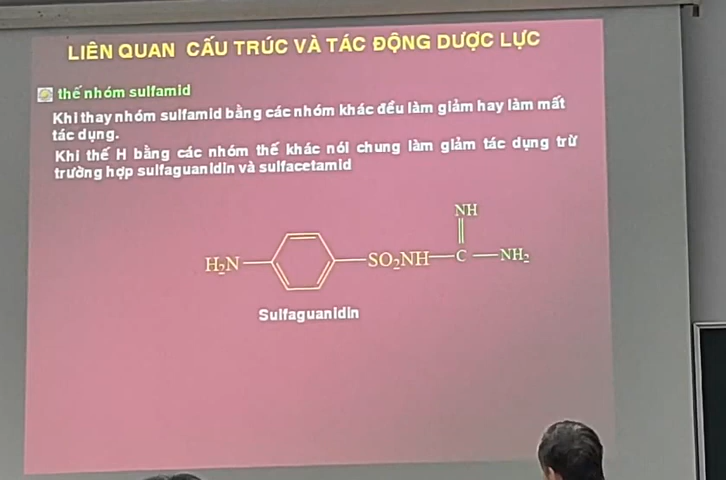 LIÊN QUAN CẤU TRÚC VÀ TÁC ĐỘNG DƯỢC LỰC
thế nhóm sulfamid
Khi thay nhóm sulfamid bằng các nhóm khác đều làm giảm hay làm mất
tác dụng.
Khi thế H bằng các nhóm thế khác nói chung làm giảm tác dụng trừ
trường hợp sulfaguanidin và sulfacetamid
NH
H₂N SO₂NH C NH₂
Sulfaguanidin